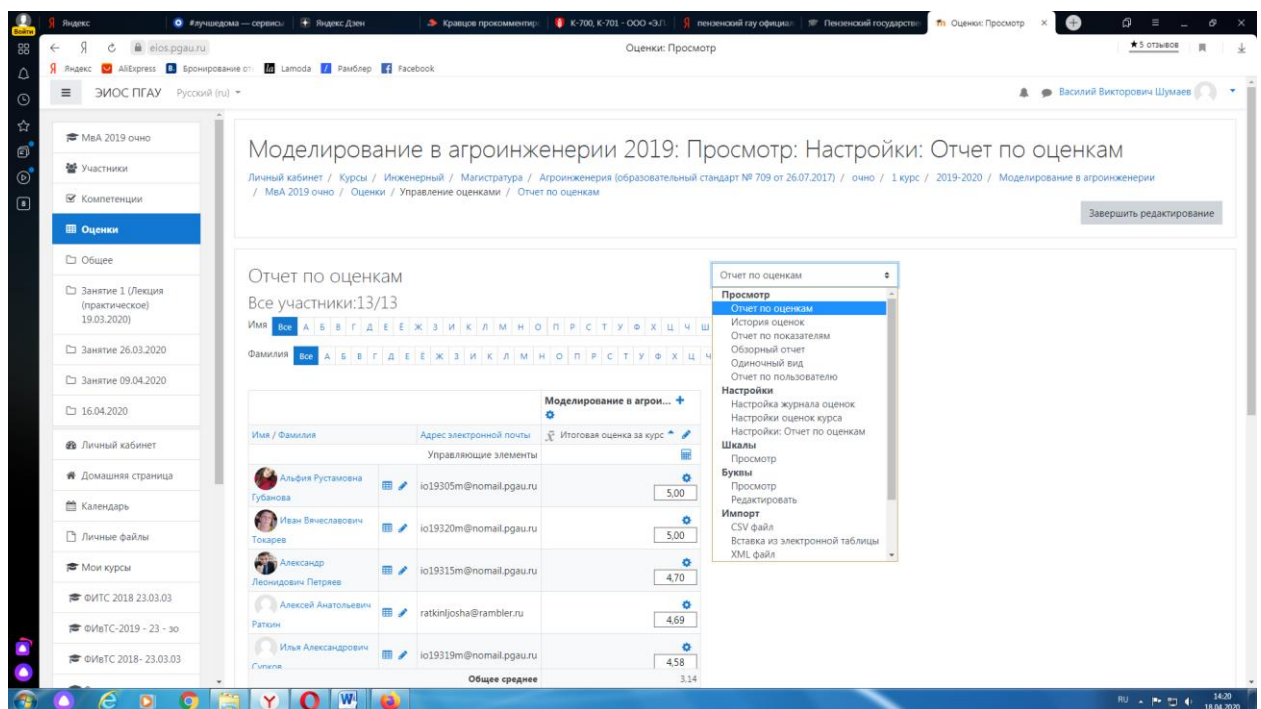 Войти
Яндекс
#лучшедома — сервисы
Яндекс Дзен
Кравцов прокомментир
К-700, К-701 - ООО «Э.П.
пензенский гау официал
Пензенский государстве
Оценки: Просмотр
elos.pgau.ru
Оценки: Просмотр
★5 отзывов
Яндекс AliExpress Бронирование от Lamoda Рамблер Facebook
ЭИОС ПГАУ Русский (ru)
Василий Викторович Шумаев
МвА 2019 очно
Участники
Компетенции
Оценки
Общее
Занятие 1 (Лекция
(практическое)
19.03.2020)
Занятие 26.03.2020
Занятие 09.04.2020
16.04.2020
Личный кабинет
Домашняя страница
Календарь
Личные файлы
Мои курсы
ФИТС 2018 23.03.03
ФИвТС-2019 - 23 - зо
ФИвТС 2018- 23.03.03
Моделирование в агроинженерии 2019: Просмотр: Настройки: Отчет по оценкам
Личный кабинет / Курсы / Инженерный / Магистратура / Агроинженерия (образовательный стандарт № 709 от 26.07.2017) / очно / 1 курс / 2019-2020 / Моделирование в агроинженерии
/ МвА 2019 очно / Оценки / Управление оценками / Отчет по оценкам
Завершить редактирование
Отчет по оценкам
Все участники:13/13
Имя Все А Б В Г Д Е Ё Ж З И К Л М Н О П Р С Т У Ф Х Ц Ч Ш
Фамилия Все А Б В Г Д Е Ё Ж З И К Л М Н О П Р С Т У Ф Х Ц Ч
Моделирование в агрои...
Имя / Фамилия Адрес электронной почты Итоговая оценка за курс
Управляющие элементы
Альфия Рустамовна
Губанова
io19305m@nomail.pgau.ru
5,00
Иван Вячеславович
Токарев
io19320m@nomail.pgau.ru
5,00
Александр
Леонидович Петряев
io19315m@nomail.pgau.ru
4,70
Алексей Анатольевич
Раткин
ratkinljosha@rambler.ru
4,69
Илья Александрович
Сурков
io19319m@nomail.pgau.ru
4,58
Общее среднее 3,14
Отчет по оценкам
Просмотр
Отчет по оценкам
История оценок
Отчет по показателям
Обзорный отчет
Одиночный вид
Отчет по пользователю
Настройки
Настройка журнала оценок
Настройки оценок курса
Настройки: Отчет по оценкам
Шкалы
Просмотр
Буквы
Просмотр
Редактировать
Импорт
CSV файл
Вставка из электронной таблицы
XML файл
RU
14:20
18.04.2020